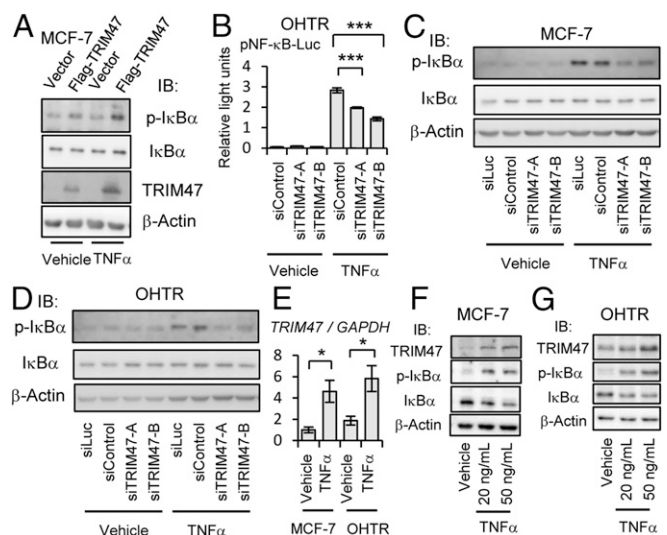 A
MCF-7
Vector
Flag-TRIM47
Vector
Flag-TRIM47
IB:
p-IκBα
IκBα
TRIM47
β-Actin
Vehicle
TNFα
B
OHTR
pNF-κB-Luc
***
***
Relative light units
4
3
2
1
0
siControl
siTRIM47-A
siTRIM47-B
siControl
siTRIM47-A
siTRIM47-B
Vehicle
TNFα
C
IB:
MCF-7
p-IκBα
IκBα
β-Actin
siLuc
siControl
siTRIM47-A
siTRIM47-B
siLuc
siControl
siTRIM47-A
siTRIM47-B
Vehicle
TNFα
D
IB:
OHTR
p-IκBα
IκBα
β-Actin
siLuc
siControl
siTRIM47-A
siTRIM47-B
siLuc
siControl
siTRIM47-A
siTRIM47-B
Vehicle
TNFα
E
TRIM47 / GAPDH
*
*
8
6
4
2
0
Vehicle
TNFα
Vehicle
TNFα
MCF-7
OHTR
F
MCF-7
IB:
TRIM47
p-IκBα
IκBα
β-Actin
Vehicle
20 ng/mL
50 ng/mL
TNFα
G
OHTR
IB:
TRIM47
p-IκBα
IκBα
β-Actin
Vehicle
20 ng/mL
50 ng/mL
TNFα